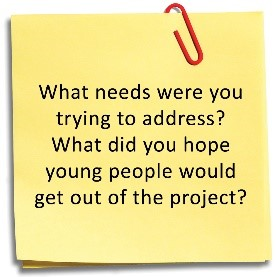 What needs were you
trying to address?
What did you hope
young people would
get out of the project?